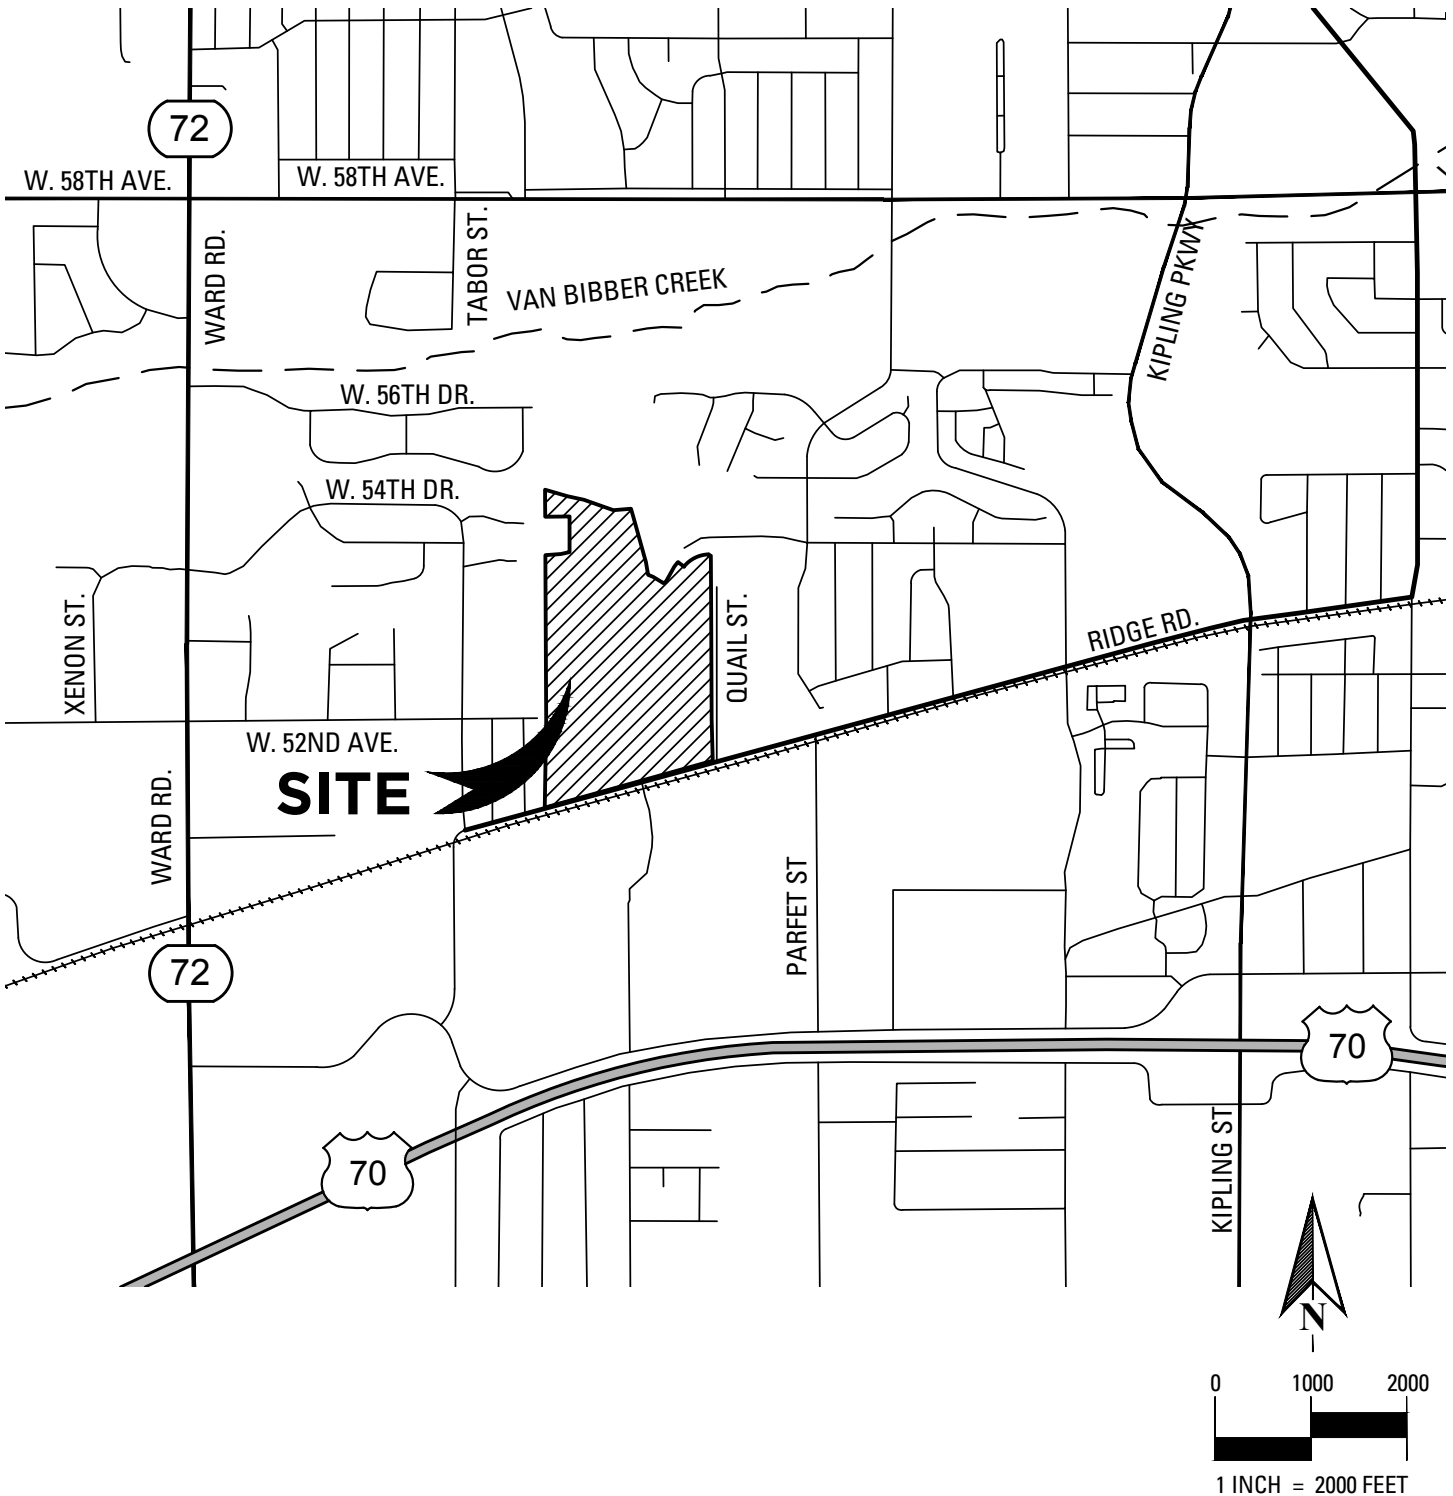 72
W. 58TH AVE.
W. 58TH AVE.
WARD RD.
TABOR ST.
VAN BIBBER CREEK
KIPLING PKWY
W. 56TH DR.
W. 54TH DR.
XENON ST.
QUAIL ST.
RIDGE RD.
W. 52ND AVE.
SITE
WARD RD.
PARFET ST
72
70
70
KIPLING ST
N
0 1000 2000
1 INCH = 2000 FEET